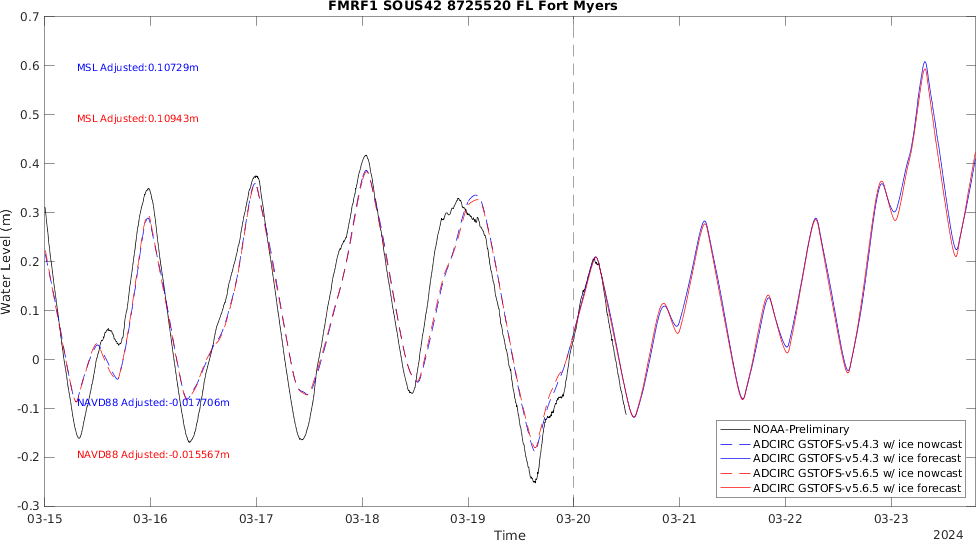 FMRF1 SOUS42 8725520 FL Fort Myers
0.7
0.6
0.5
0.4
0.3
0.2
0.1
0
-0.1
-0.2
-0.3
Water Level (m)
MSL Adjusted:0.10729m
MSL Adjusted:0.10943m
NAVD88 Adjusted:-0.017706m
NAVD88 Adjusted:-0.015567m
NOAA-Preliminary
ADCIRC GSTOFS-v5.4.3 w/ ice nowcast
ADCIRC GSTOFS-v5.4.3 w/ ice forecast
ADCIRC GSTOFS-v5.6.5 w/ ice nowcast
ADCIRC GSTOFS-v5.6.5 w/ ice forecast
03-15 03-16 03-17 03-18 03-19 03-20 03-21 03-22 03-23
Time
2024